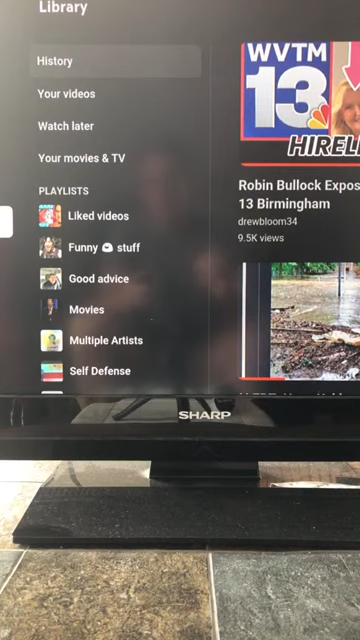 Library
History
Your videos
Watch later
Your movies & TV
PLAYLISTS
Liked videos
Funny 😂 stuff
Good advice
Movies
Multiple Artists
Self Defense
WVTM
13
HIREL
Robin Bullock Expos
13 Birmingham
drewbloom34
9.5K views
SHARP